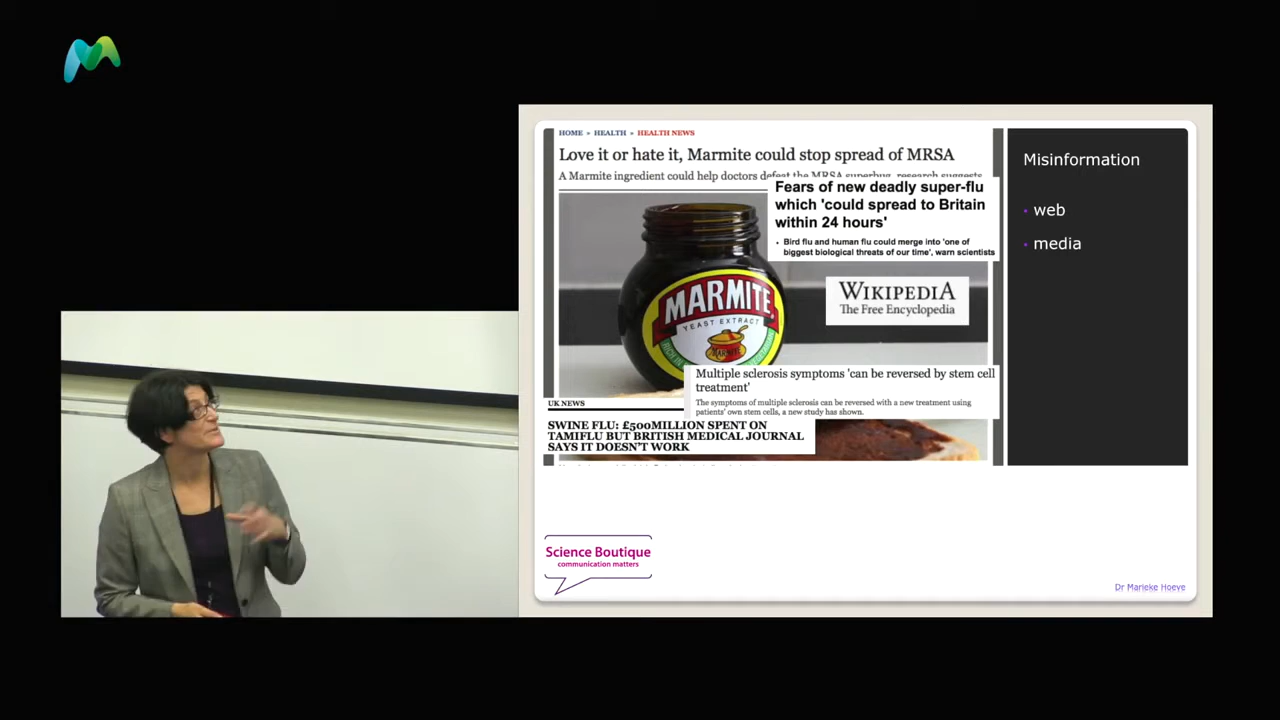 HOME » HEALTH » HEALTH NEWS
Love it or hate it, Marmite could stop spread of MRSA
A Marmite ingredient could help doctors defeat the MRSA superbug, research suggests
Fears of new deadly super-flu
which 'could spread to Britain
within 24 hours'
• Bird flu and human flu could merge into 'one of
biggest biological threats of our time', warn scientists
MARMITE
YEAST EXTRACT
MARMITE
WIKIPEDIA
The Free Encyclopedia
Multiple sclerosis symptoms 'can be reversed by stem cell
treatment'
The symptoms of multiple sclerosis can be reversed with a new treatment using
patients' own stem cells, a new study has shown.
UK NEWS
SWINE FLU: £500MILLION SPENT ON
TAMIFLU BUT BRITISH MEDICAL JOURNAL
SAYS IT DOESN'T WORK
Misinformation
• web
• media
Science Boutique
communication matters
Dr Marieke Hoeve